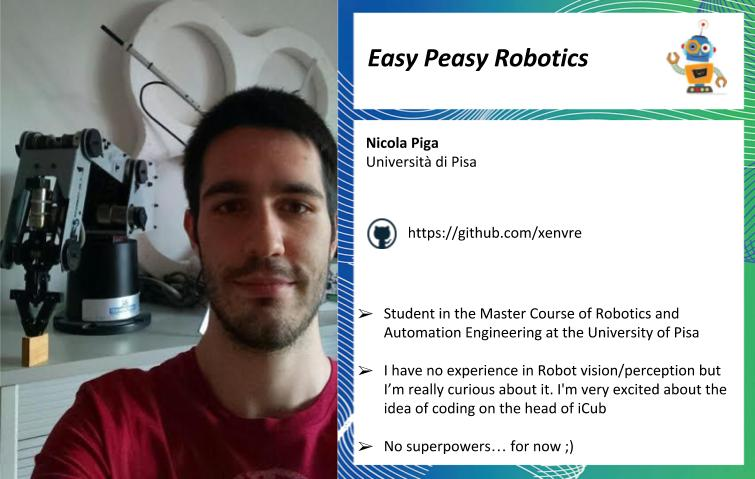 Easy Peasy Robotics
Nicola Piga
Università di Pisa
https://github.com/xenvre
➢ Student in the Master Course of Robotics and
Automation Engineering at the University of Pisa
➢ I have no experience in Robot vision/perception but
I’m really curious about it. I'm very excited about the
idea of coding on the head of iCub
➢ No superpowers… for now ;)